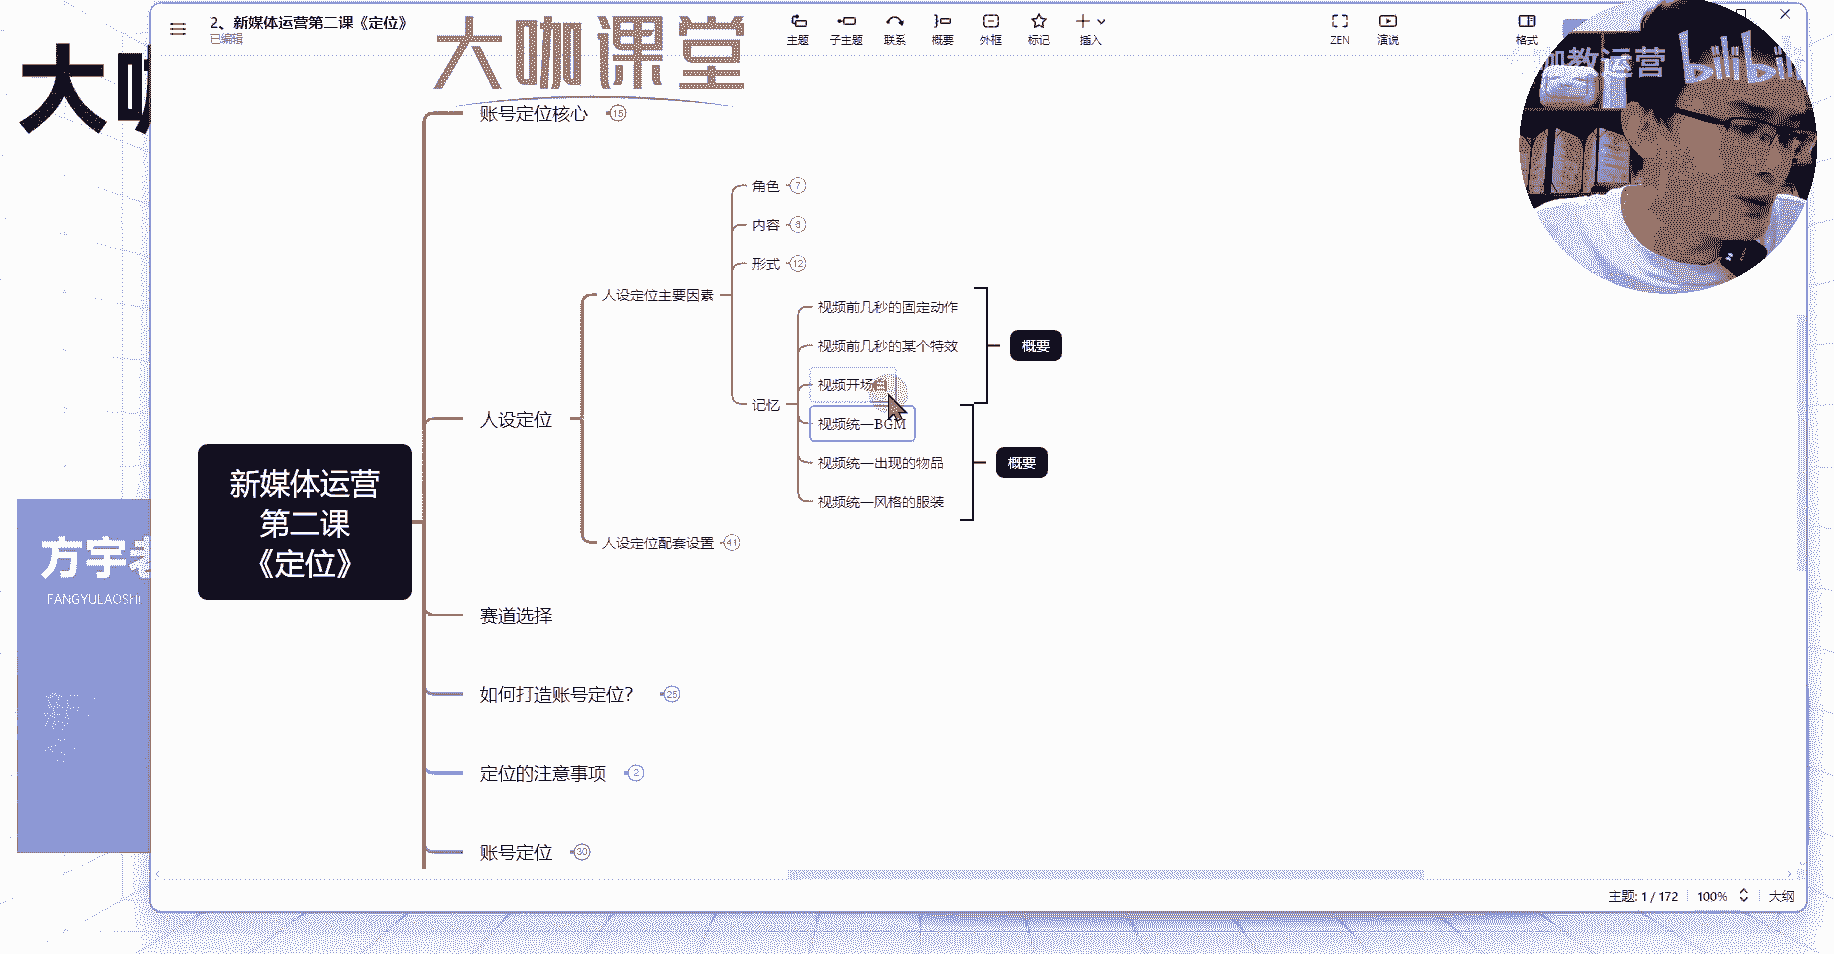 2、新媒体运营第二课《定位》
已编辑
大咖课堂
主题
子主题
联系
概要
外框
标记
插入
ZEN
演说
格式
咖教运营
bilibili
大咖
账号定位核心
15
角色
7
内容
8
形式
12
人设定位主要因素
视频前几秒的固定动作
视频前几秒的某个特效
概要
视频开场白
记忆
视频统一BGM
人设定位
视频统一出现的物品
概要
视频统一风格的服装
新媒体运营
第二课
《定位》
人设定位配套设置
41
方宇老
FANGYULAOSHI
赛道选择
如何打造账号定位?
25
定位的注意事项
2
账号定位
30
主题: 1 / 172
100%
大纲